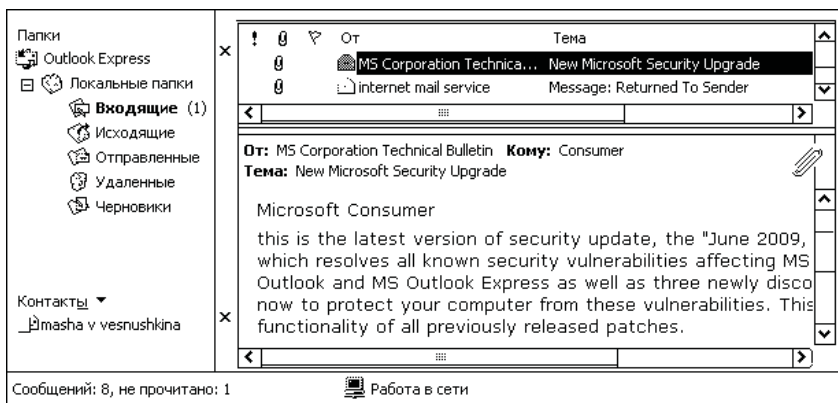 Папки
Outlook Express
Локальные папки
Входящие (1)
Исходящие
Отправленные
Удаленные
Черновики
Контакты
masha v vesnushkina
! От Тема
MS Corporation Technica... New Microsoft Security Upgrade
internet mail service Message: Returned To Sender
От: MS Corporation Technical Bulletin Кому: Consumer
Тема: New Microsoft Security Upgrade
Microsoft Consumer
this is the latest version of security update, the "June 2009,
which resolves all known security vulnerabilities affecting MS
Outlook and MS Outlook Express as well as three newly disco
now to protect your computer from these vulnerabilities. This
functionality of all previously released patches.
Сообщений: 8, не прочитано: 1 Работа в сети